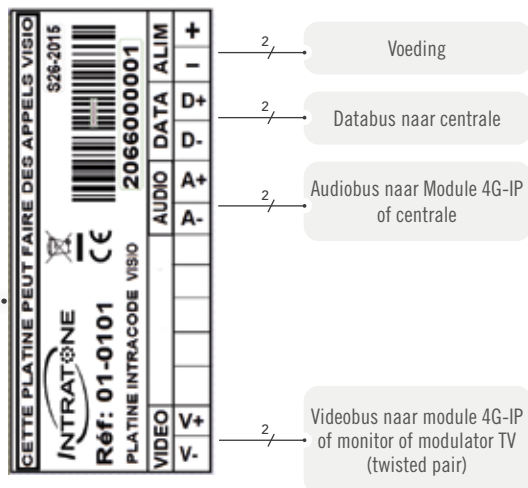 CETTE PLATINE PEUT FAIRE DES APPELS VISIO
S26-2015
20660000001
INTRATONE
CE
Réf: 01-0101
PLATINE INTRACODE VISIO
ALIM
+
-
DATA
D+
D-
AUDIO
A+
A-
VIDEO
V+
V-
2
Voeding
2
Databus naar centrale
2
Audiobus naar Module 4G-IP
of centrale
2
Videobus naar module 4G-IP
of monitor of modulator TV
(twisted pair)